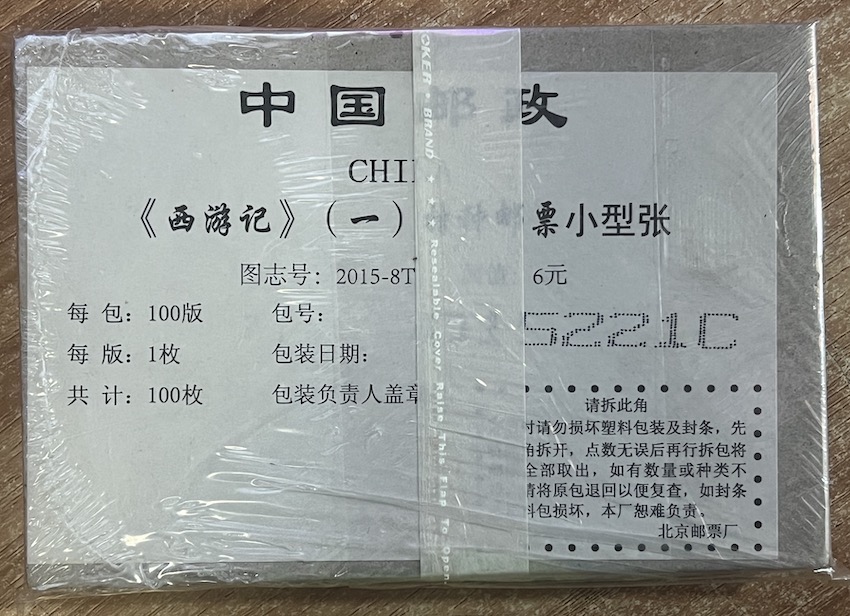 中国邮政
CHI
《西游记》（一） 票小型张
图志号：2015-8T 6元
每 包：100版 包号： 5221C
每 版：1枚 包装日期：
共 计：100枚 包装负责人盖章
请拆此角
时请勿损坏塑料包装及封条，先
角拆开，点数无误后再行拆包将
全部取出，如有数量或种类不
请将原包退回以便复查，如封条
料包损坏，本厂恕难负责。
北京邮票厂
CKER ★ BRAND ★ ★ ★ Resealable Cover Raise This Flap To Open